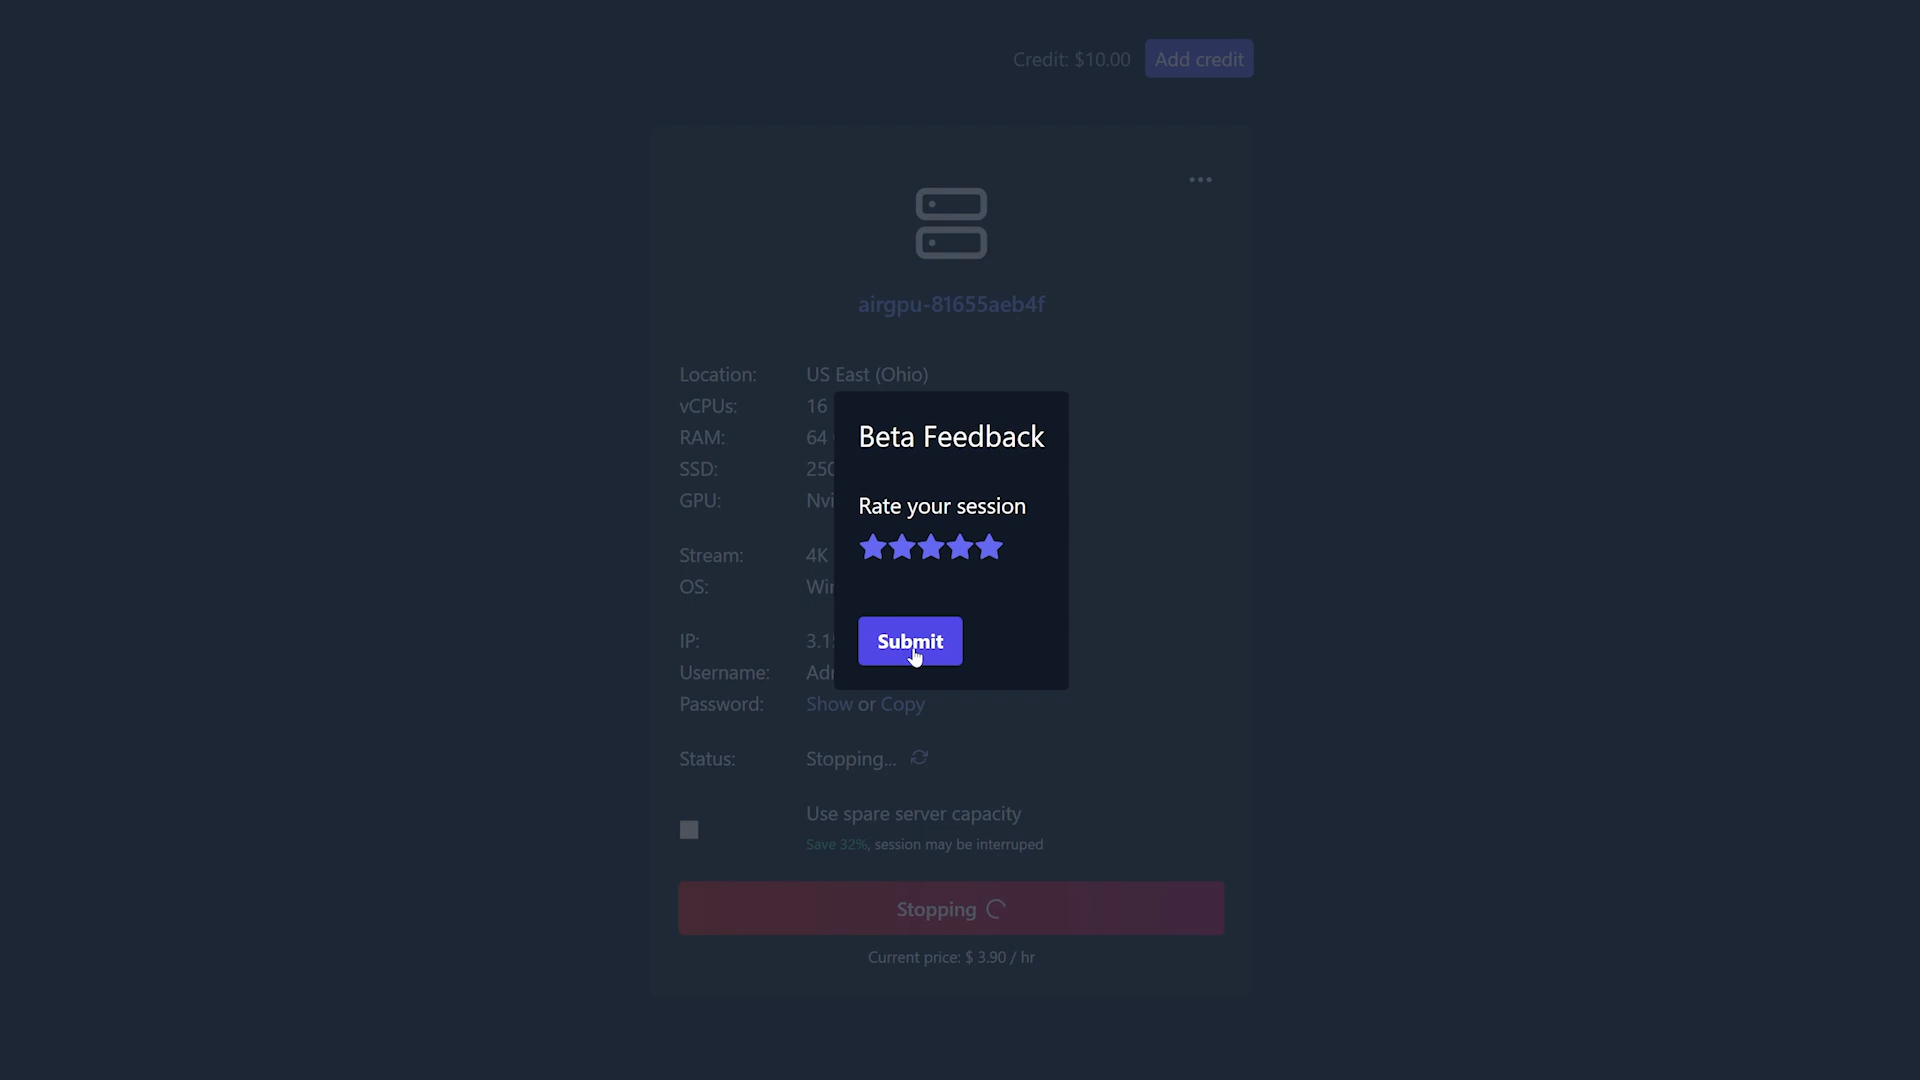 Credit: $10.00 Add credit
airgpu-81655aeb4f
Location: US East (Ohio)
vCPUs: 16
RAM: 64
SSD:
GPU:
Stream: 4K
OS:
IP:
Username:
Password: Show or Copy
Status: Stopping...
Use spare server capacity
Save 32%, session may be interruped
Stopping
Current price: $ 3.90 / hr
Beta Feedback
Rate your session
Submit